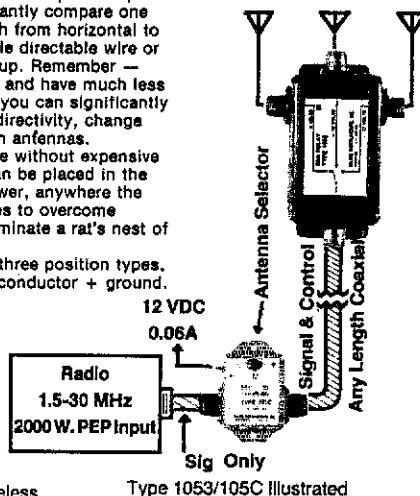 antly compare one
h from horizontal to
le directable wire or
up. Remember —
and have much less
you can significantly
directivity, change
n antennas.
e without expensive
an be placed in the
wer, anywhere the
es to overcome
minate a rat's nest of
three position types.
conductor + ground.
Antenna Selector
Signal & Control
Any Length Coaxial
12 VDC
0.06A
Radio
1.5-30 MHz
2000 W. PEP Input
Sig Only
eless
Type 1053/105C Illustrated